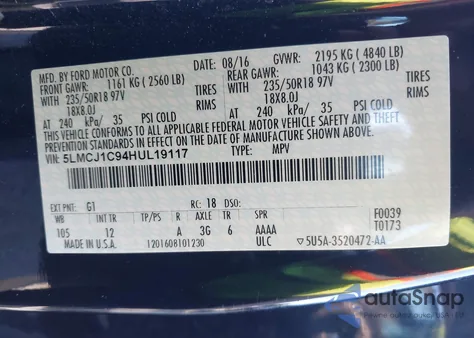 MFD. BY FORD MOTOR CO.
DATE: 08/16 GVWR: 2195 KG ( 4840 LB)
FRONT GAWR: 1161 KG ( 2560 LB) REAR GAWR: 1043 KG ( 2300 LB)
WITH WITH
235/50R18 97V TIRES 235/50R18 97V TIRES
18X8.0J RIMS 18X8.0J RIMS
AT 240 kPa/ 35 PSI COLD AT 240 kPa/ 35 PSI COLD
THIS VEHICLE CONFORMS TO ALL APPLICABLE FEDERAL MOTOR VEHICLE SAFETY, BUMPER, AND THEFT
PREVENTION STANDARDS IN EFFECT ON THE DATE OF MANUFACTURE SHOWN ABOVE.
VIN: 5LMCJ1C94HUL19117 TYPE: MPV
EXT PNT: G1 RC: 18 DSO:
WB INT TR TP/PS R AXLE TR SPR F0039
105 12 A 3G 6 AAAA T0173
MADE IN U.S.A. 1201608101230 ULC 5U5A-3520472-AA
autoSnap